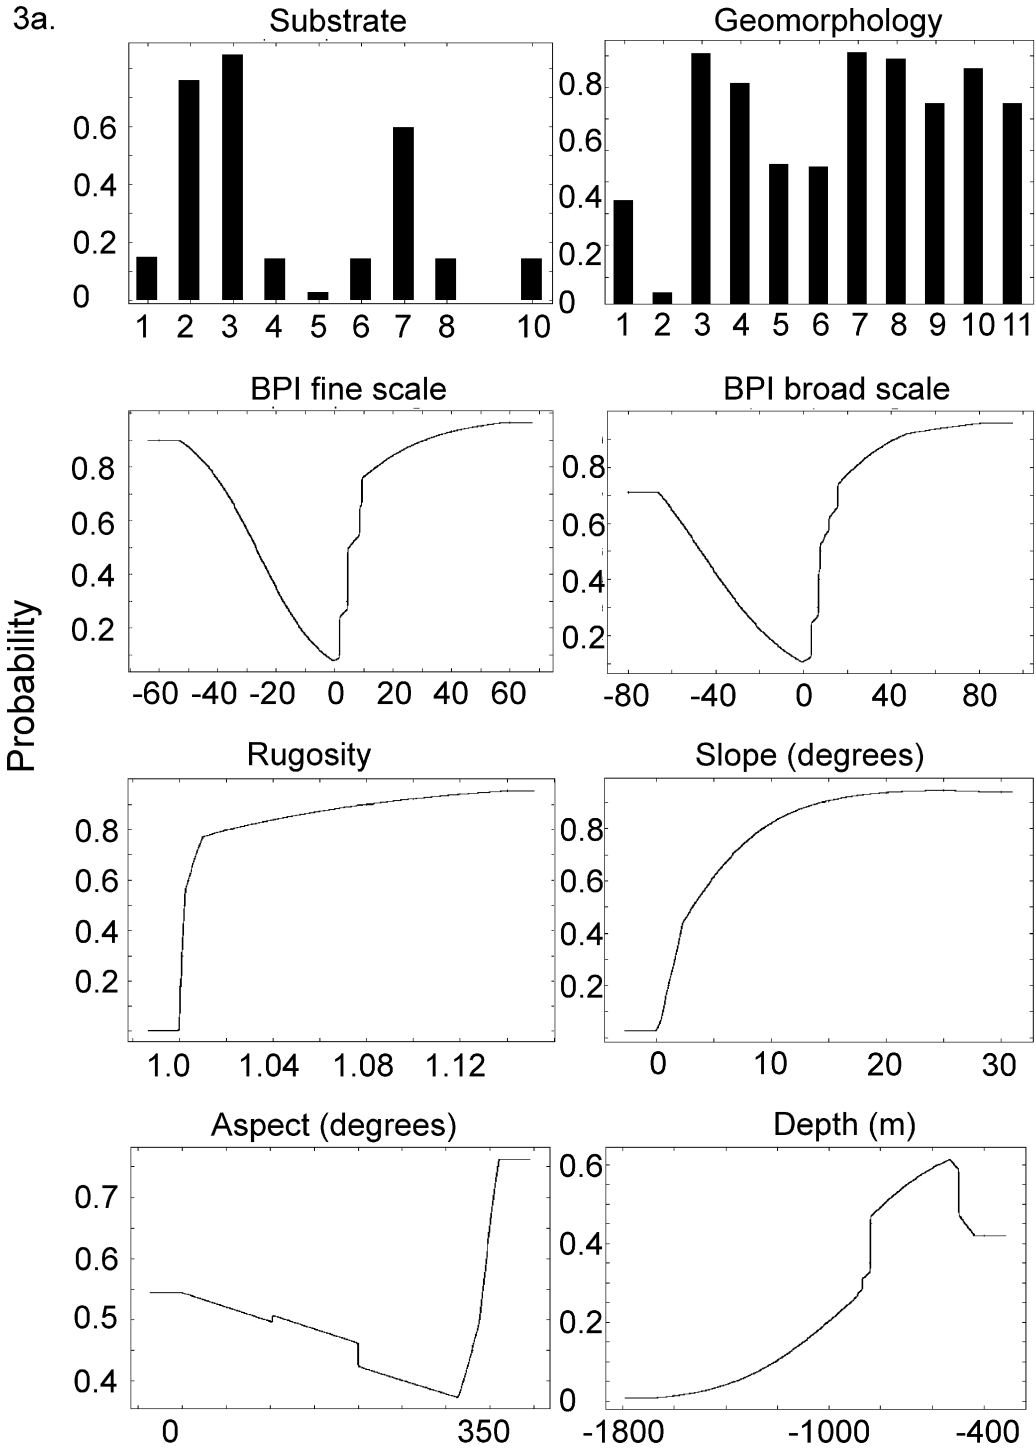 3a.
Substrate
Geomorphology
0.6
0.4
0.2
0
1 2 3 4 5 6 7 8 10
0.8
0.6
0.4
0.2
0
1 2 3 4 5 6 7 8 9 10 11
BPI fine scale
BPI broad scale
0.8
0.6
0.4
0.2
-60 -40 -20 0 20 40 60
0.8
0.6
0.4
0.2
-80 -40 0 40 80
Probability
Rugosity
Slope (degrees)
0.8
0.6
0.4
0.2
1.0 1.04 1.08 1.12
0.8
0.6
0.4
0.2
0 10 20 30
Aspect (degrees)
Depth (m)
0.7
0.6
0.5
0.4
0 350
0.6
0.4
0.2
0
-1800 -1000 -400